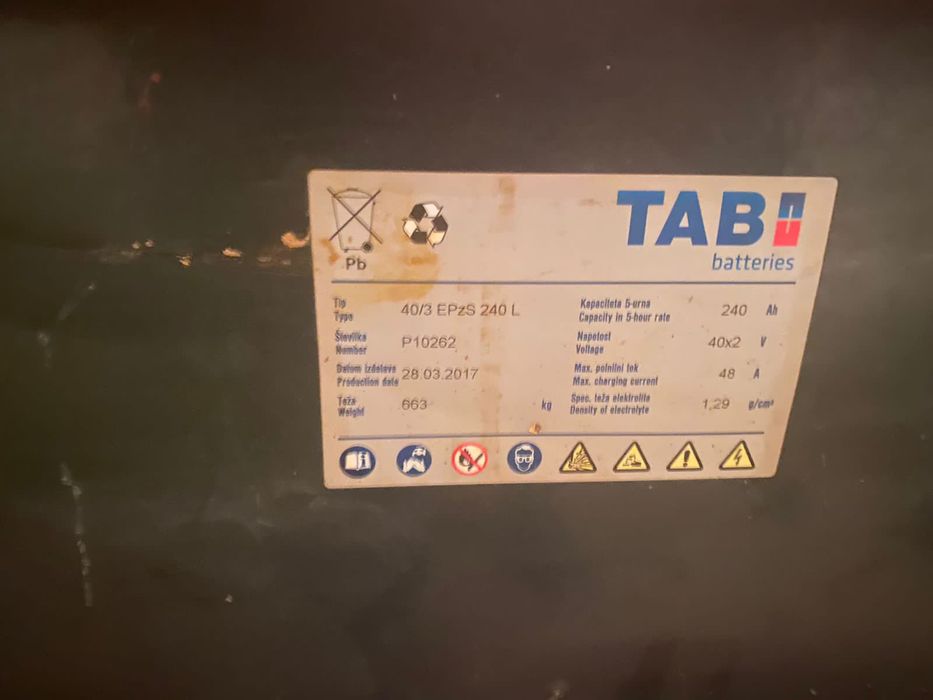 TAB
batteries
Pb
Tip
Type
40/3 EPzS 240 L
Številka
Number
P10262
Datum izdelave
Production date
28.03.2017
Teža
Weight
663 kg
Kapaciteta 5-urna
Capacity in 5-hour rate
240 Ah
Napetost
Voltage
40x2 V
Max. polnilni tok
Max. charging current
48 A
Spec. teža elektrolita
Density of electrolyte
1,29 g/cm³